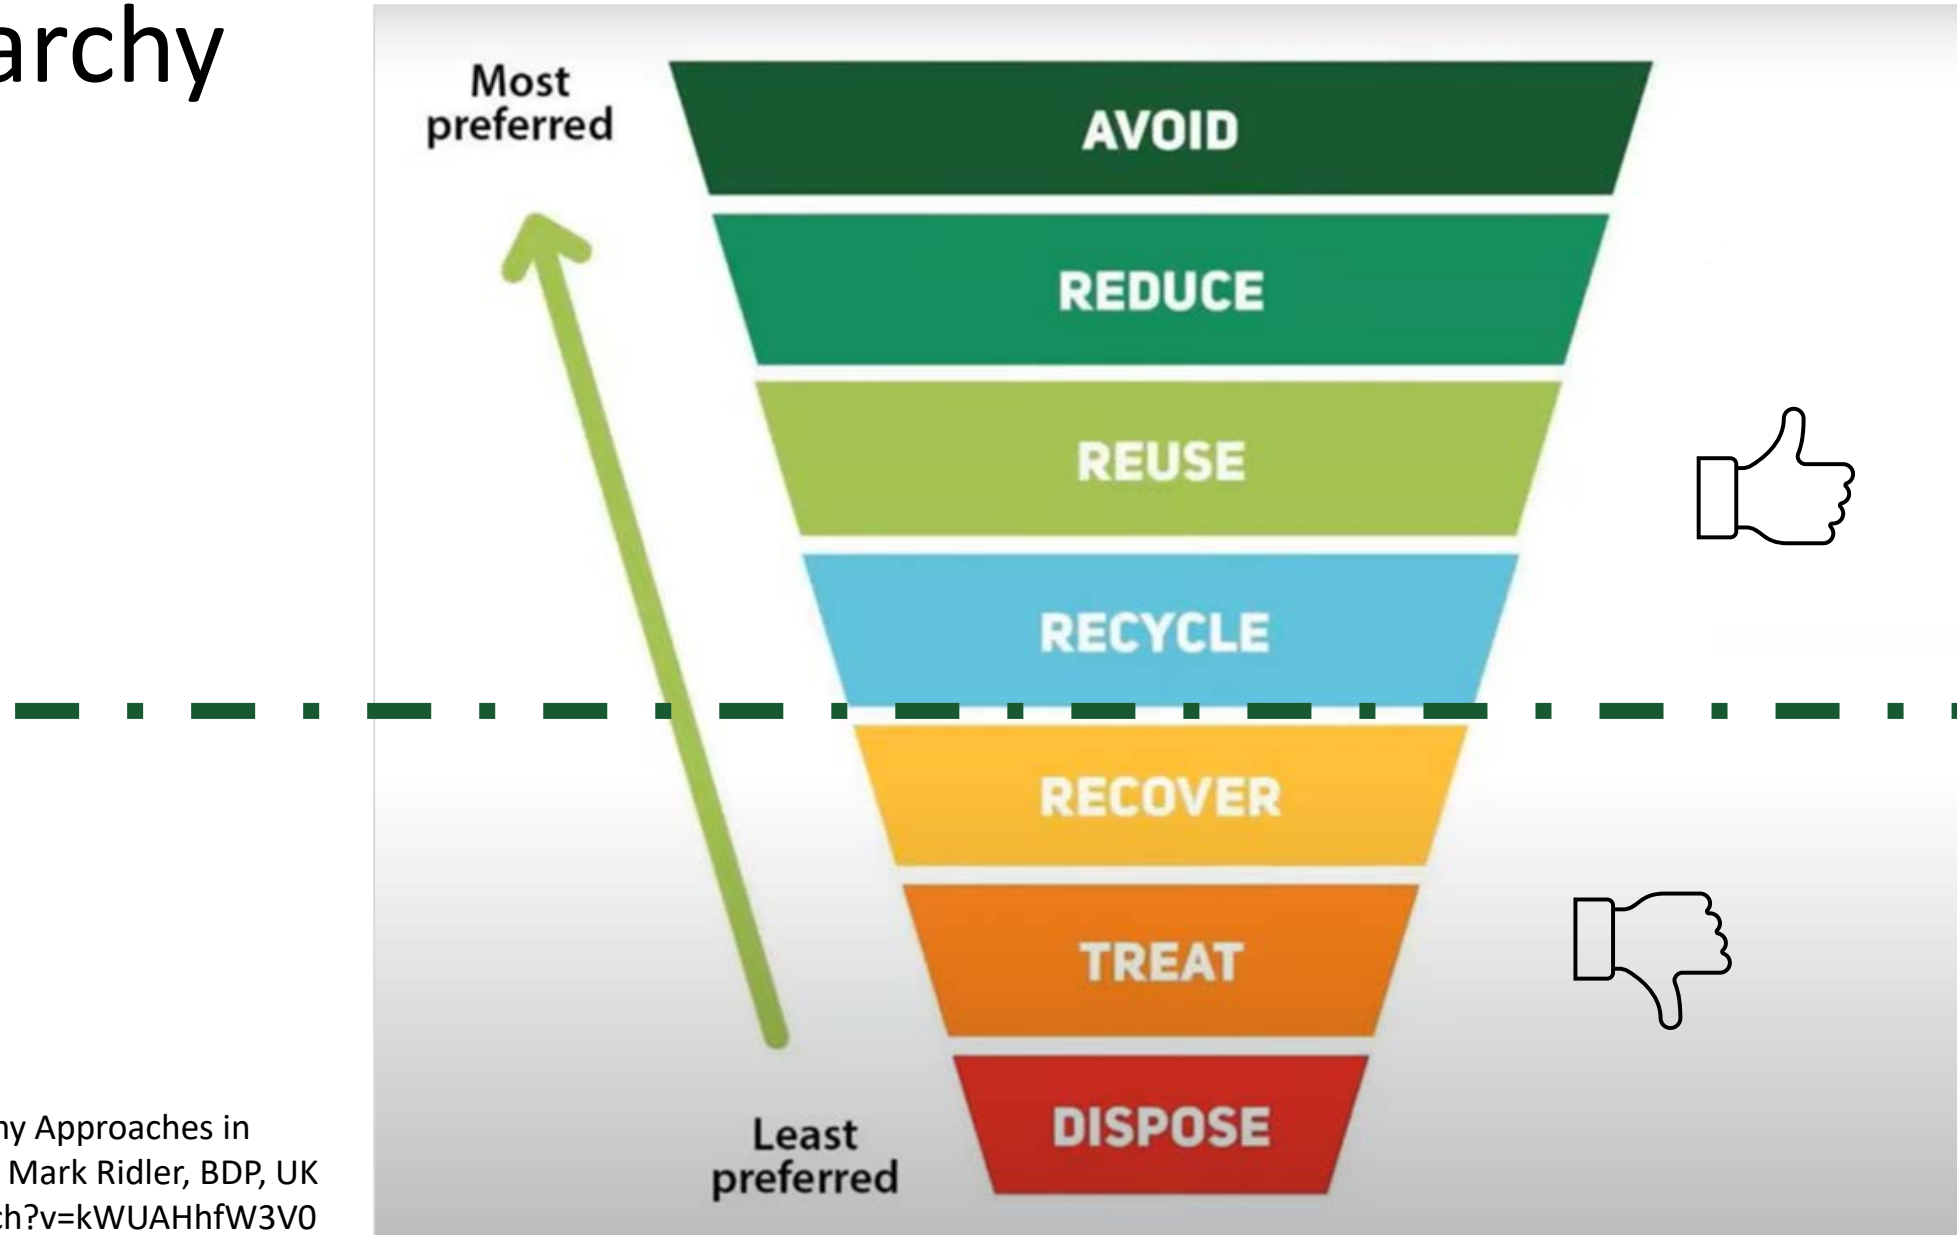 archy
Most
preferred
AVOID
REDUCE
REUSE
RECYCLE
RECOVER
TREAT
DISPOSE
Least
preferred
ny Approaches in
Mark Ridler, BDP, UK
ch?v=kWUAHhfW3V0